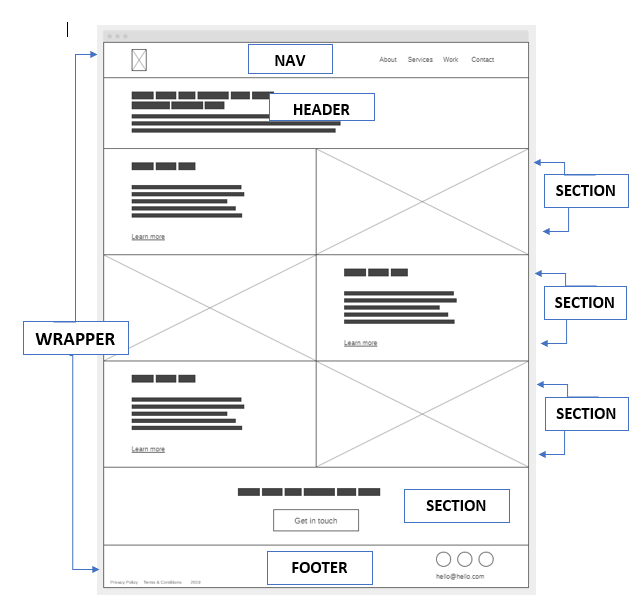 NAV
About Services Work Contact
HEADER
Learn more
SECTION
Learn more
SECTION
WRAPPER
Learn more
SECTION
Get in touch
SECTION
FOOTER
hello@hello.com
Privacy Policy Terms & Conditions 2019